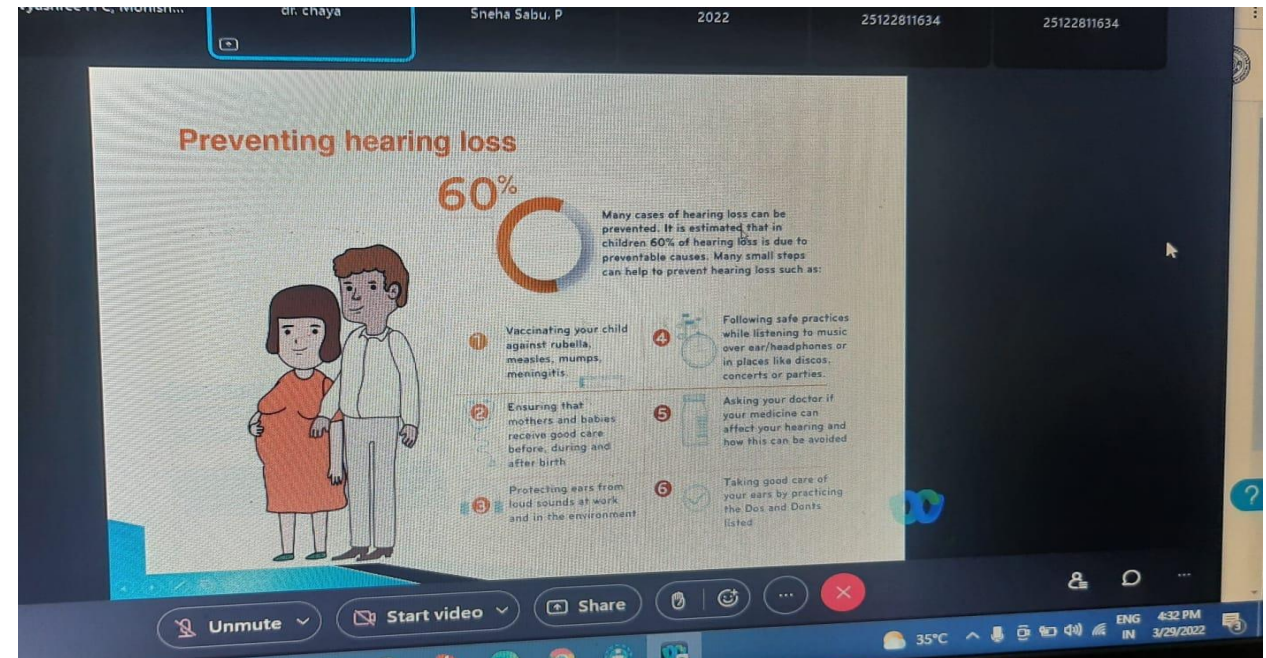 dr. chaya
Sneha Sabu. P
2022
25122811634
25122811634
Preventing hearing loss
60%
Many cases of hearing loss can be
prevented. It is estimated that in
children 60% of hearing loss is due to
preventable causes. Many small steps
can help to prevent hearing loss such as:
1
Vaccinating your child
against rubella,
measles, mumps,
meningitis.
2
Ensuring that
mothers and babies
receive good care
before, during and
after birth
3
Protecting ears from
loud sounds at work
and in the environment
4
Following safe practices
while listening to music
over ear/headphones or
in places like discos,
concerts or parties.
5
Asking your doctor if
your medicine can
affect your hearing and
how this can be avoided
6
Taking good care of
your ears by practicing
the Dos and Donts
listed
?
Unmute
Start video
Share
35°C
ENG
IN
4:32 PM
3/29/2022
3